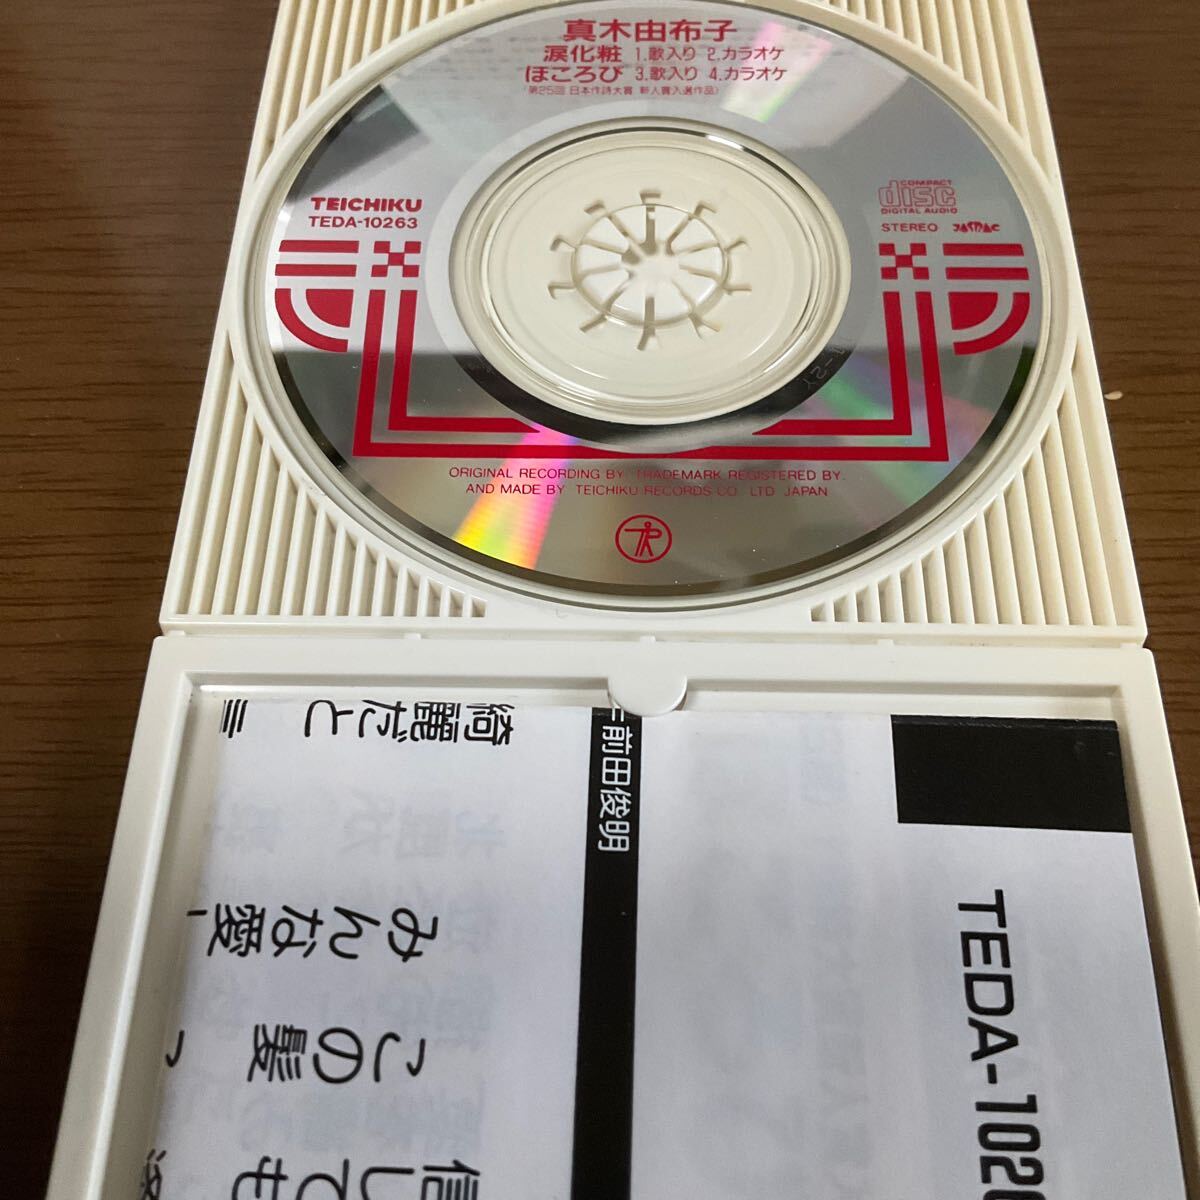 真木由布子
涙化粧 1.歌入り 2.カラオケ
ほころび 3.歌入り 4.カラオケ
(第25回 日本作詩大賞 新人賞入選作品)
TEICHIKU
TEDA-10263
COMPACT
disc
DIGITAL AUDIO
STEREO JASRAC
ORIGINAL RECORDING BY. TRADEMARK REGISTERED BY.
AND MADE BY TEICHIKU RECORDS CO. LTD. JAPAN
前田俊明
綺麗だと
みんな愛
この髪
信しても
TEDA-102